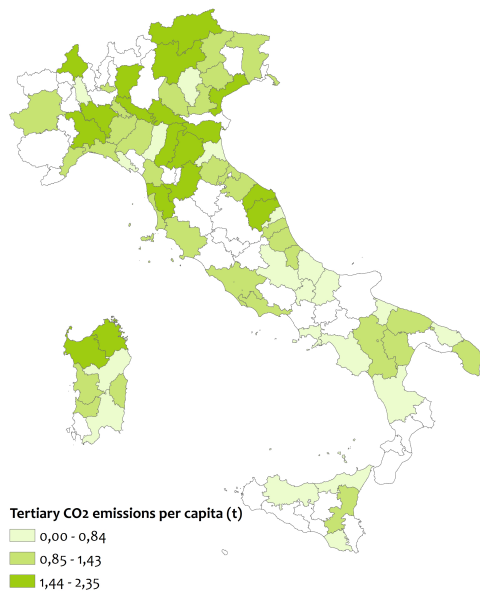 Tertiary CO2 emissions per capita (t)
0,00 - 0,84
0,85 - 1,43
1,44 - 2,35